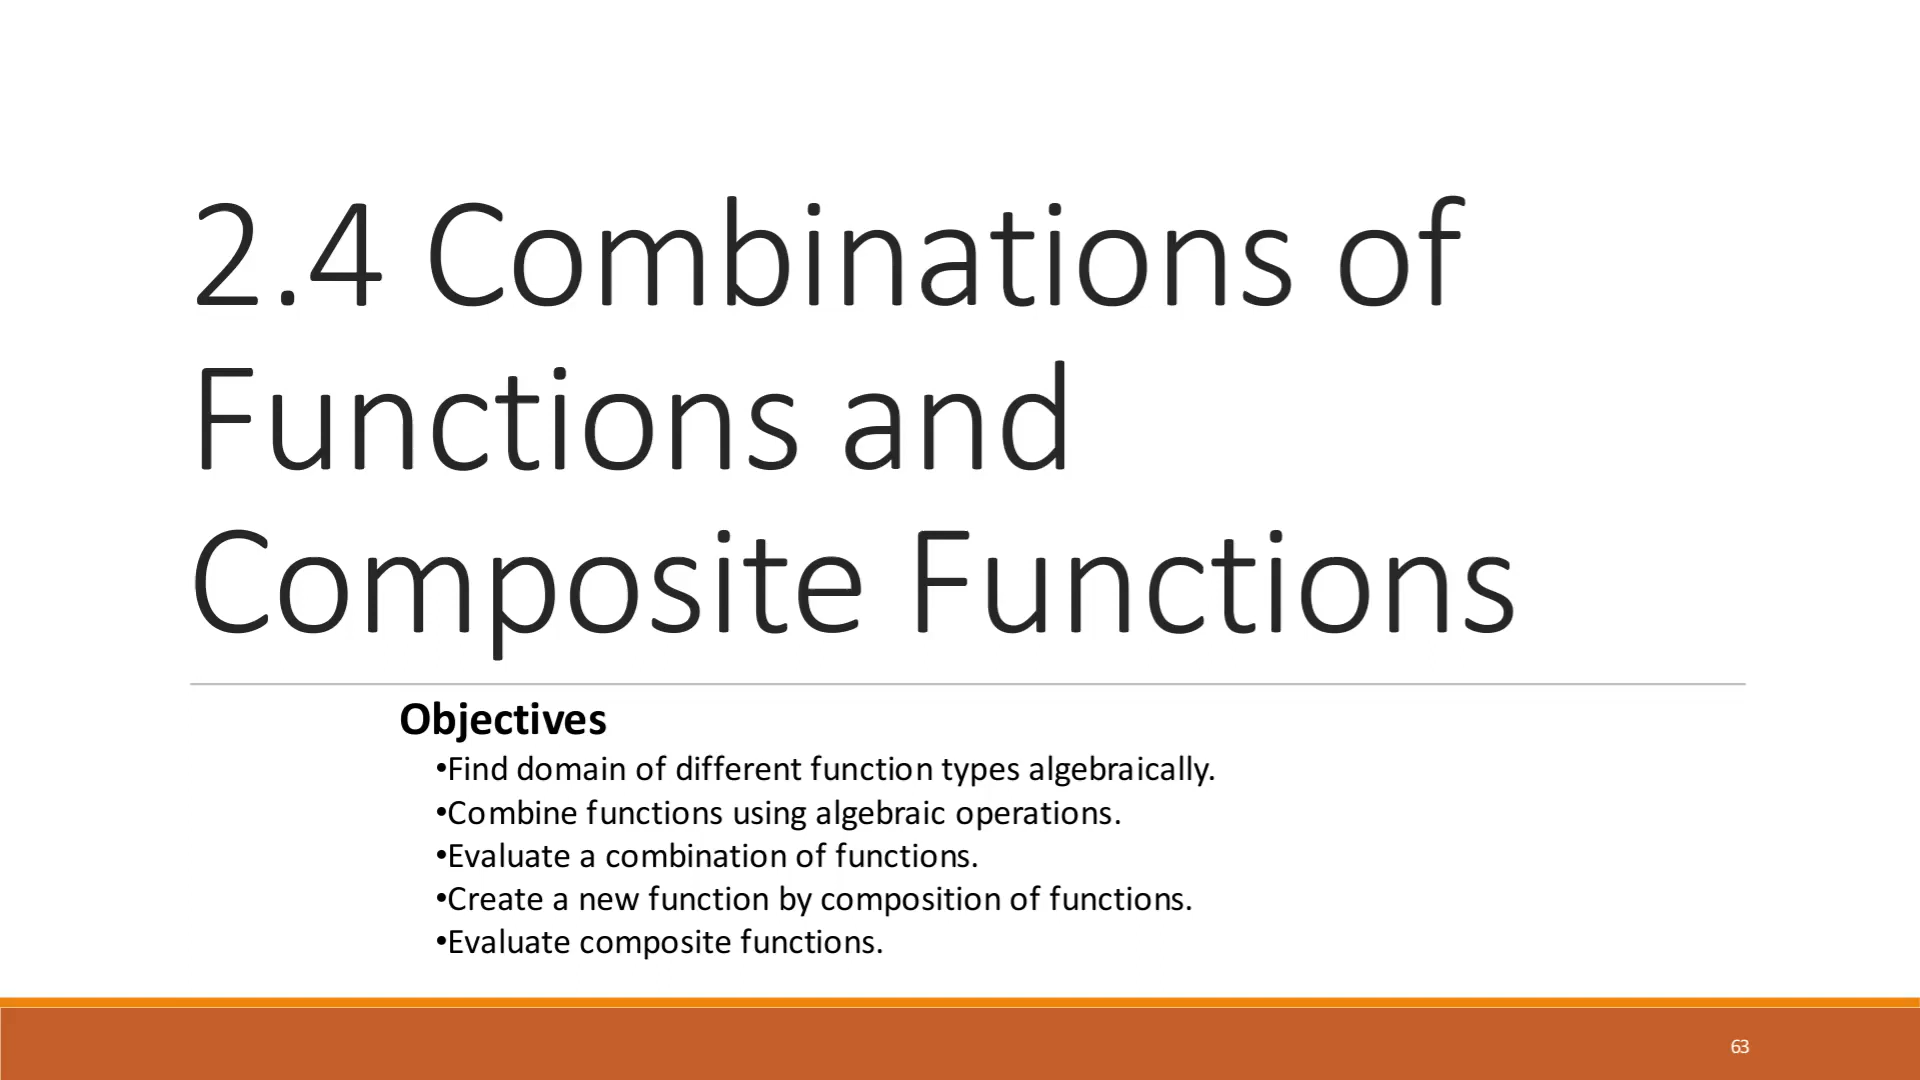 2.4 Combinations of
Functions and
Composite Functions
Objectives
•Find domain of different function types algebraically.
•Combine functions using algebraic operations.
•Evaluate a combination of functions.
•Create a new function by composition of functions.
•Evaluate composite functions.
63